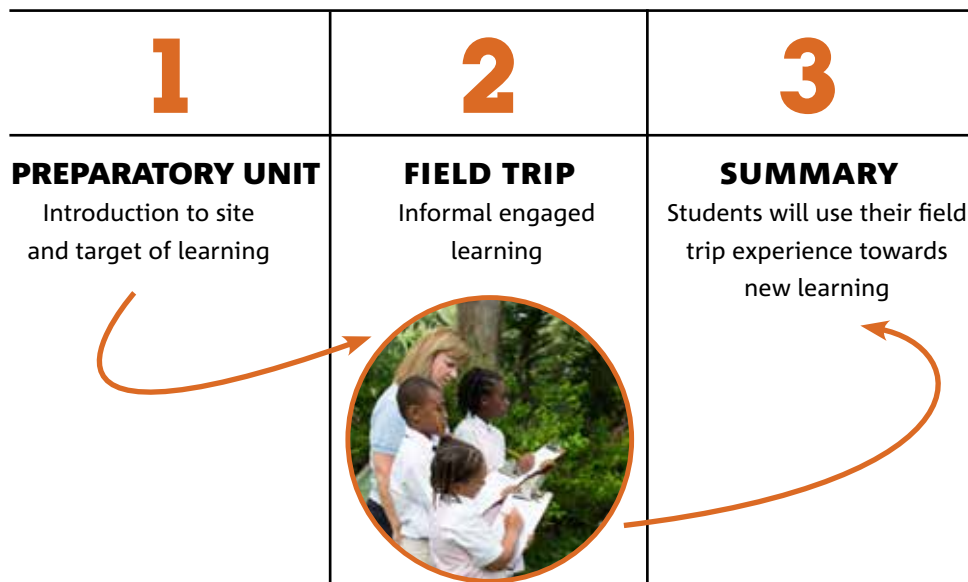 1
PREPARATORY UNIT
Introduction to site
and target of learning
2
FIELD TRIP
Informal engaged
learning
3
SUMMARY
Students will use their field
trip experience towards
new learning